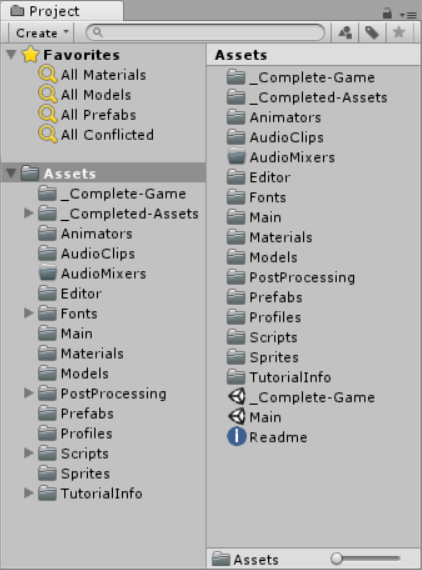 Project
Create
Favorites
All Materials
All Models
All Prefabs
All Conflicted
Assets
_Complete-Game
_Completed-Assets
Animators
AudioClips
AudioMixers
Editor
Fonts
Main
Materials
Models
PostProcessing
Prefabs
Profiles
Scripts
Sprites
TutorialInfo
Assets
_Complete-Game
_Completed-Assets
Animators
AudioClips
AudioMixers
Editor
Fonts
Main
Materials
Models
PostProcessing
Prefabs
Profiles
Scripts
Sprites
TutorialInfo
_Complete-Game
Main
Readme
Assets